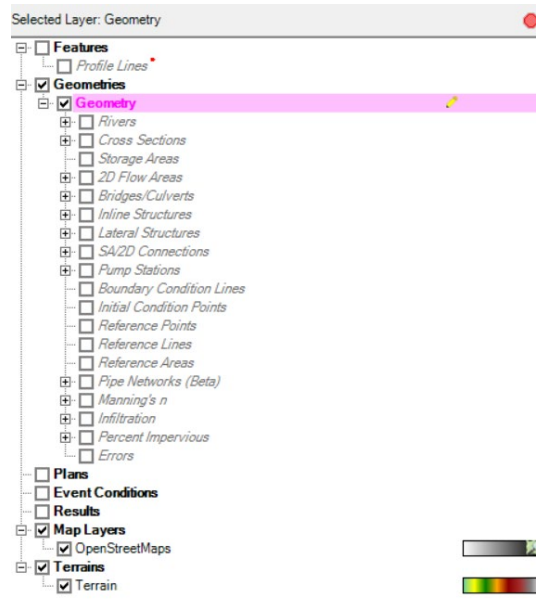 Selected Layer: Geometry
Features
Profile Lines
Geometries
Geometry
Rivers
Cross Sections
Storage Areas
2D Flow Areas
Bridges/Culverts
Inline Structures
Lateral Structures
SA/2D Connections
Pump Stations
Boundary Condition Lines
Initial Condition Points
Reference Points
Reference Lines
Reference Areas
Pipe Networks (Beta)
Manning's n
Infiltration
Percent Impervious
Errors
Plans
Event Conditions
Results
Map Layers
OpenStreetMaps
Terrains
Terrain